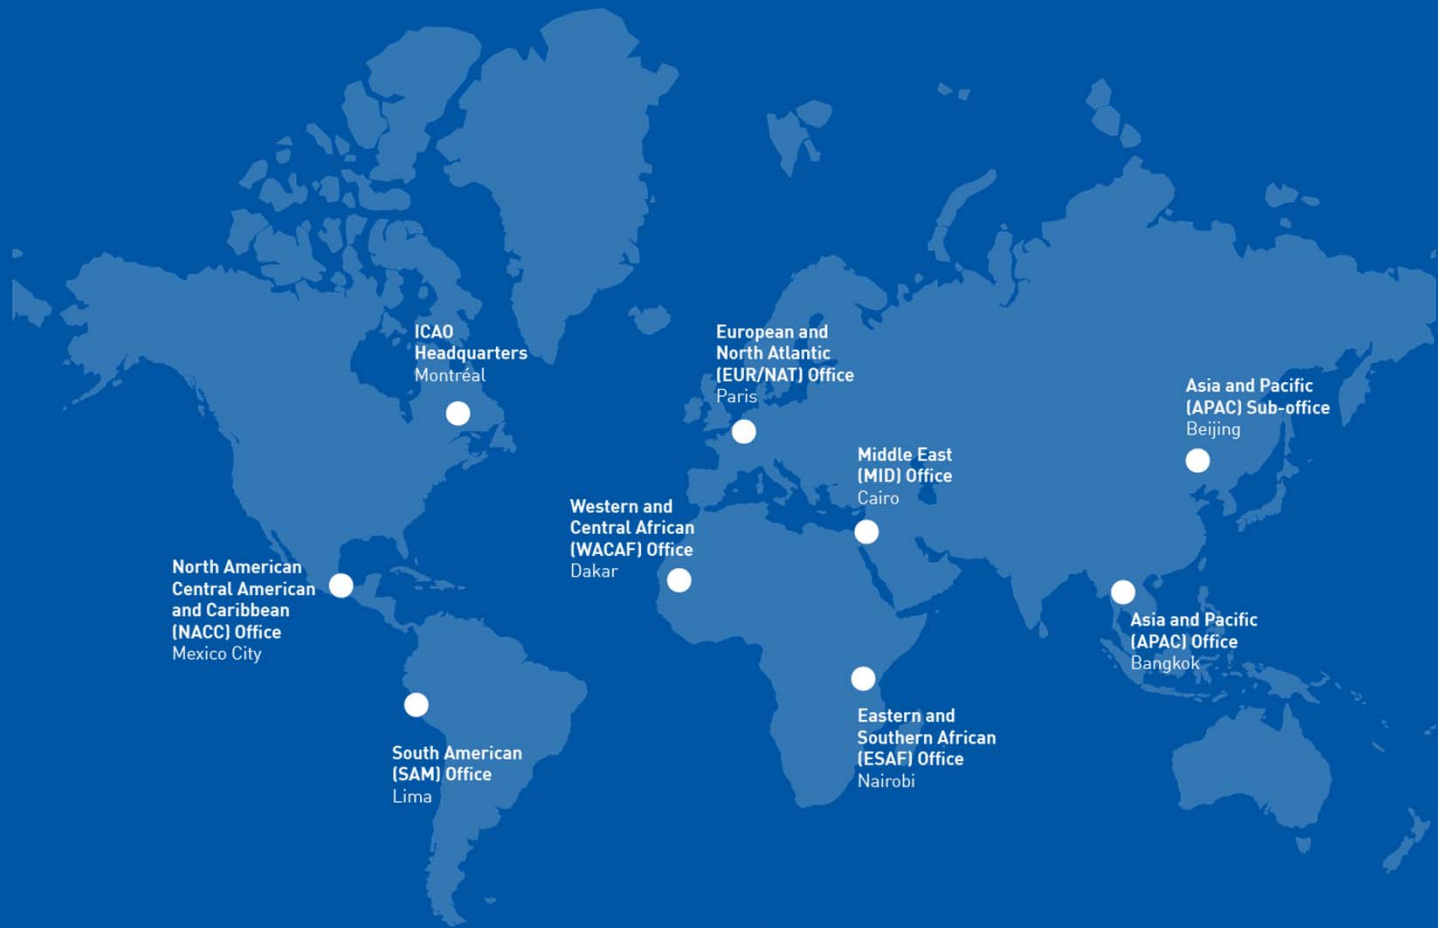 ICAO
Headquarters
Montréal
European and
North Atlantic
(EUR/NAT) Office
Paris
Asia and Pacific
(APAC) Sub-office
Beijing
Middle East
(MID) Office
Cairo
Western and
Central African
(WACAF) Office
Dakar
North American
Central American
and Caribbean
(NACC) Office
Mexico City
Asia and Pacific
(APAC) Office
Bangkok
Eastern and
Southern African
(ESAF) Office
Nairobi
South American
(SAM) Office
Lima